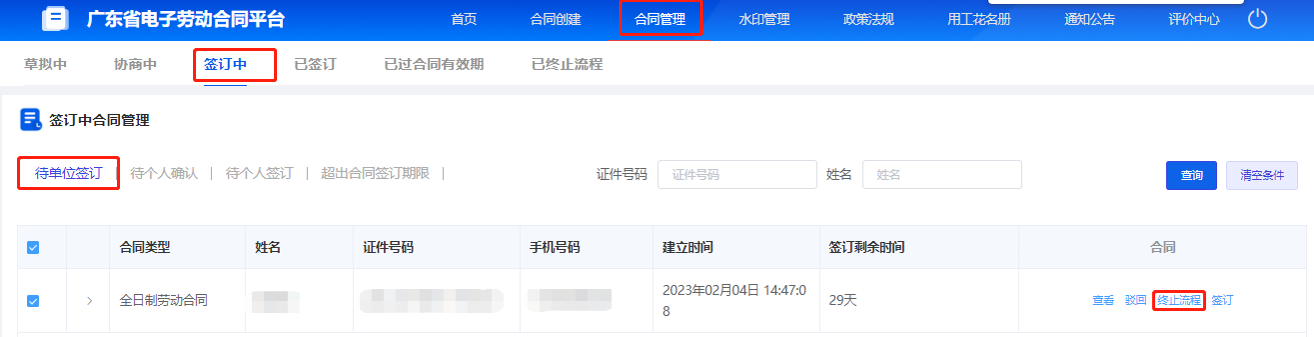 广东省电子劳动合同平台 首页 合同创建 合同管理 水印管理 政策法规 用工花名册 通知公告 评价中心
草拟中 协商中 签订中 已签订 已过合同有效期 已终止流程
签订中合同管理
待单位签订 | 待个人确认 | 待个人签订 | 超出合同签订期限 | 证件号码 证件号码 姓名 姓名 查询 清空条件
合同类型 姓名 证件号码 手机号码 建立时间 签订剩余时间 合同
全日制劳动合同 2023年02月04日 14:47:0
8 29天 查看 驳回 终止流程 签订